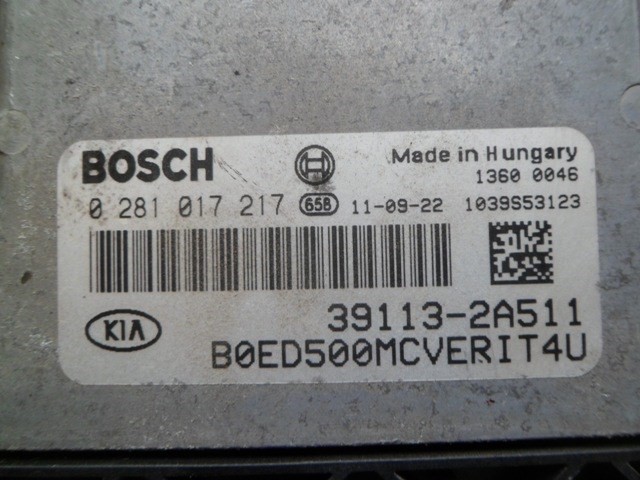 BOSCH
Made in Hungary
1360 0046
0 281 017 217 658 11-09-22 1039S53123
39113-2A511
KIA
B0ED500MCVERIT4U